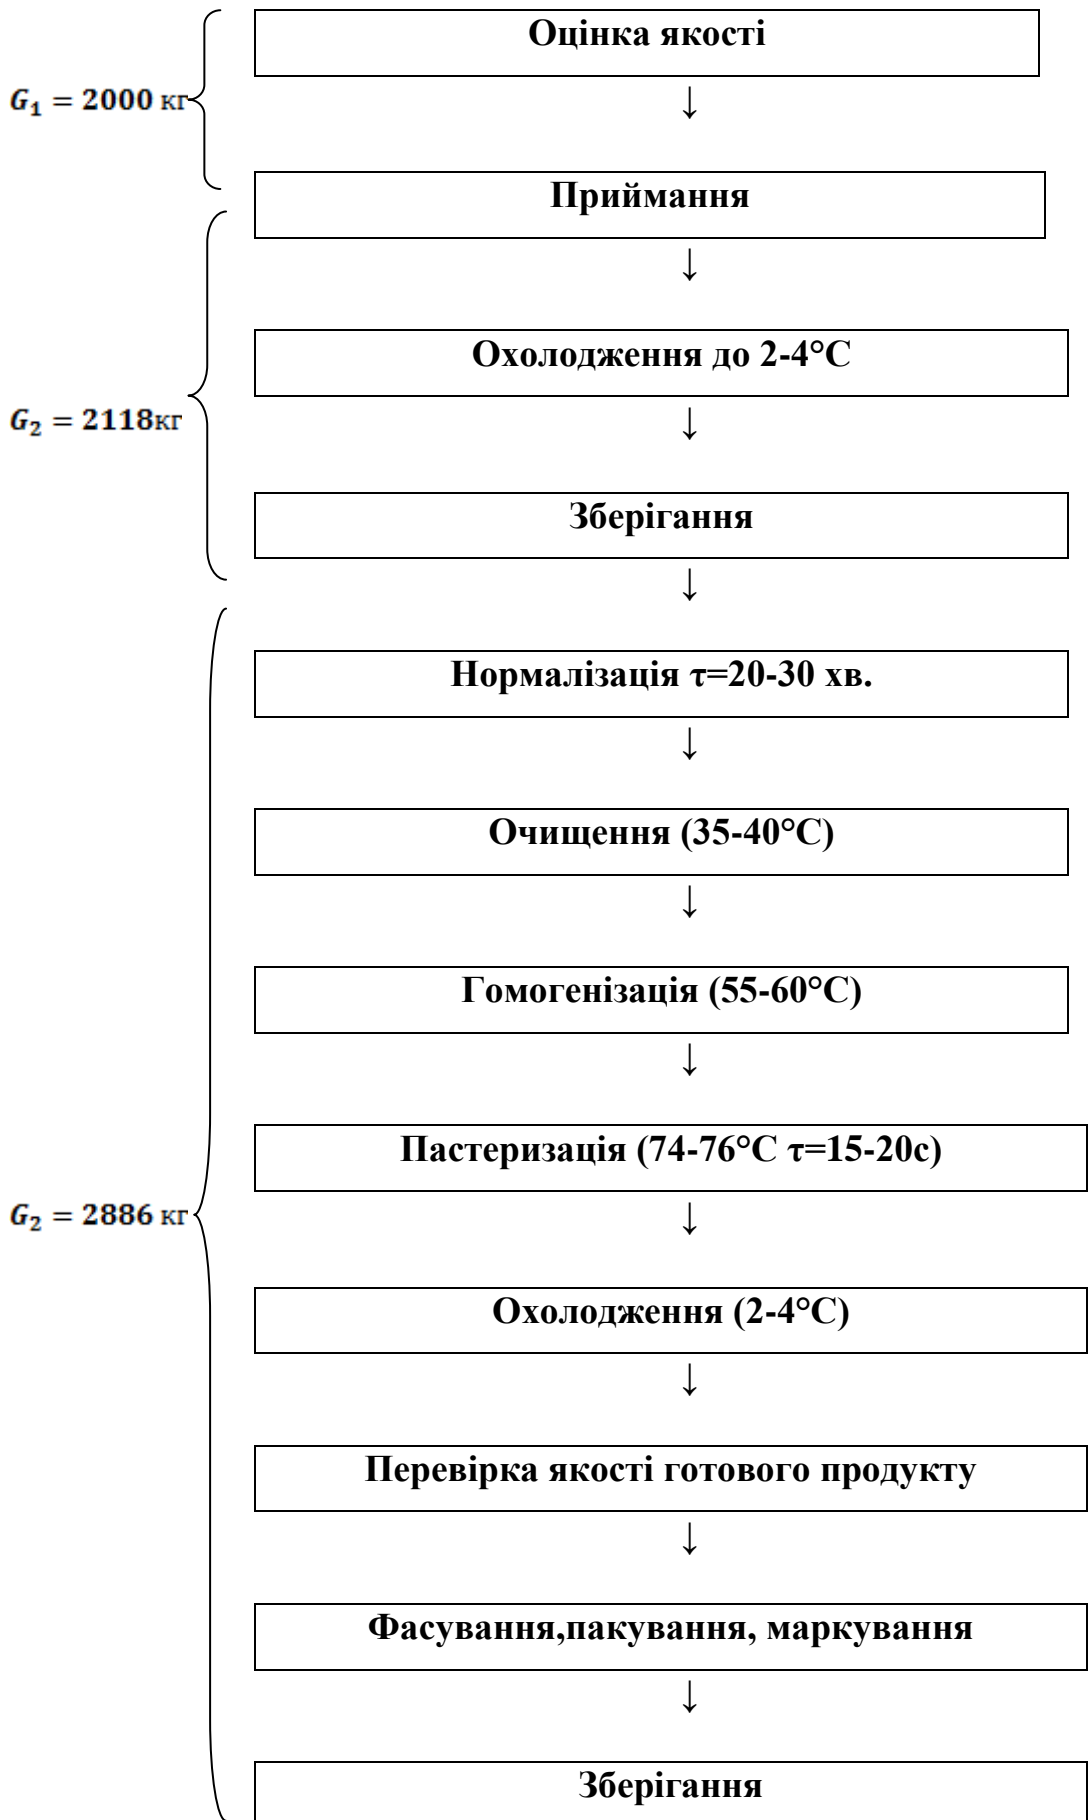 Оцінка якості
↓
G₁ = 2000 кг
Приймання
↓
Охолодження до 2-4°С
G₂ = 2118кг
↓
Зберігання
↓
Нормалізація τ=20-30 хв.
↓
Очищення (35-40°С)
↓
Гомогенізація (55-60°С)
↓
Пастеризація (74-76°С τ=15-20с)
G₂ = 2886 кг
↓
Охолодження (2-4°С)
↓
Перевірка якості готового продукту
↓
Фасування,пакування, маркування
↓
Зберігання